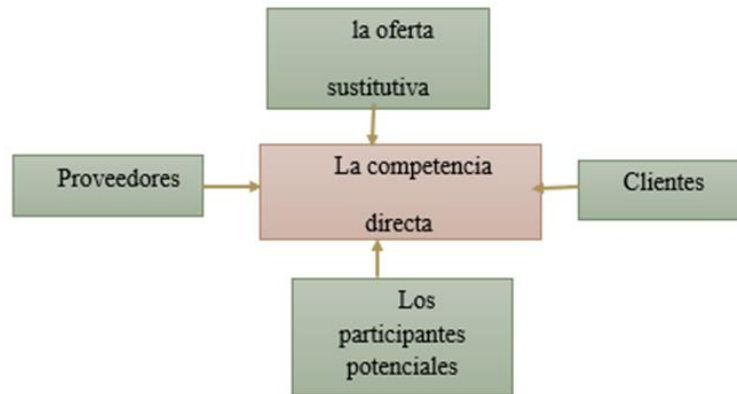 la oferta
sustitutiva
Proveedores
La competencia
directa
Clientes
Los
participantes
potenciales